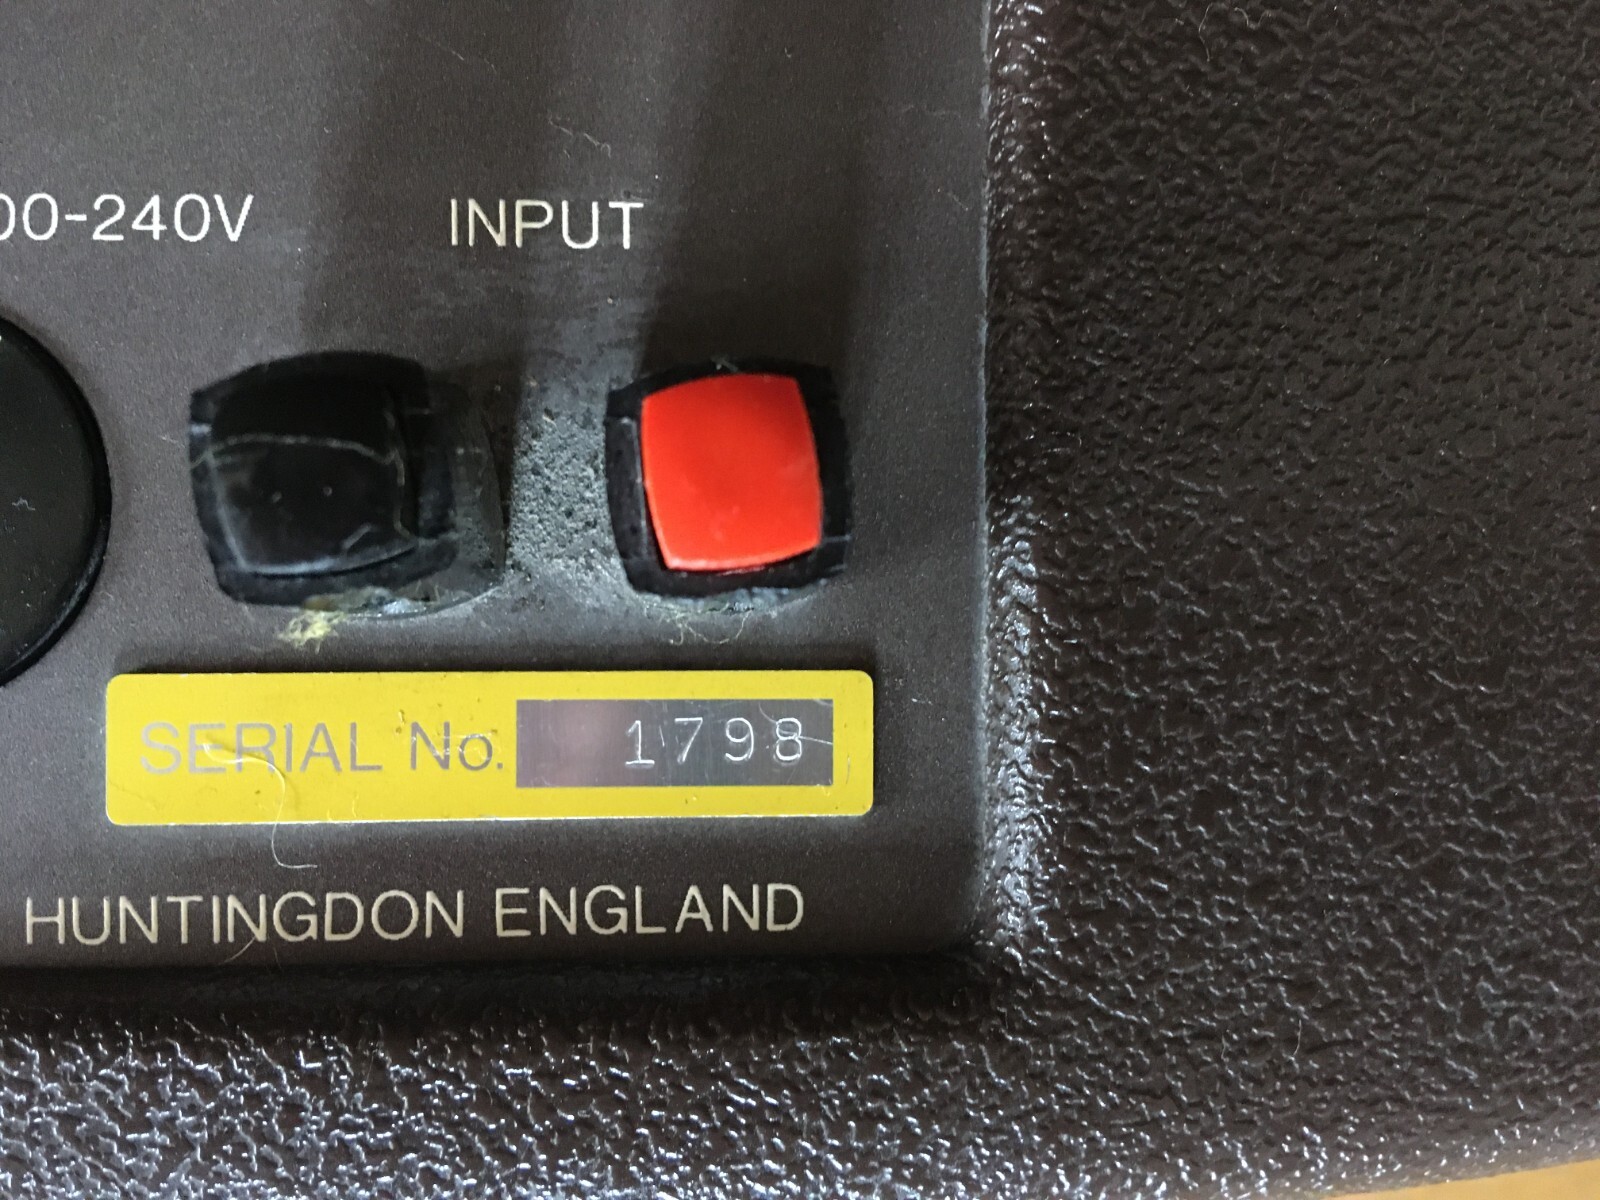 00-240V INPUT
SERIAL No. 1798
HUNTINGDON ENGLAND